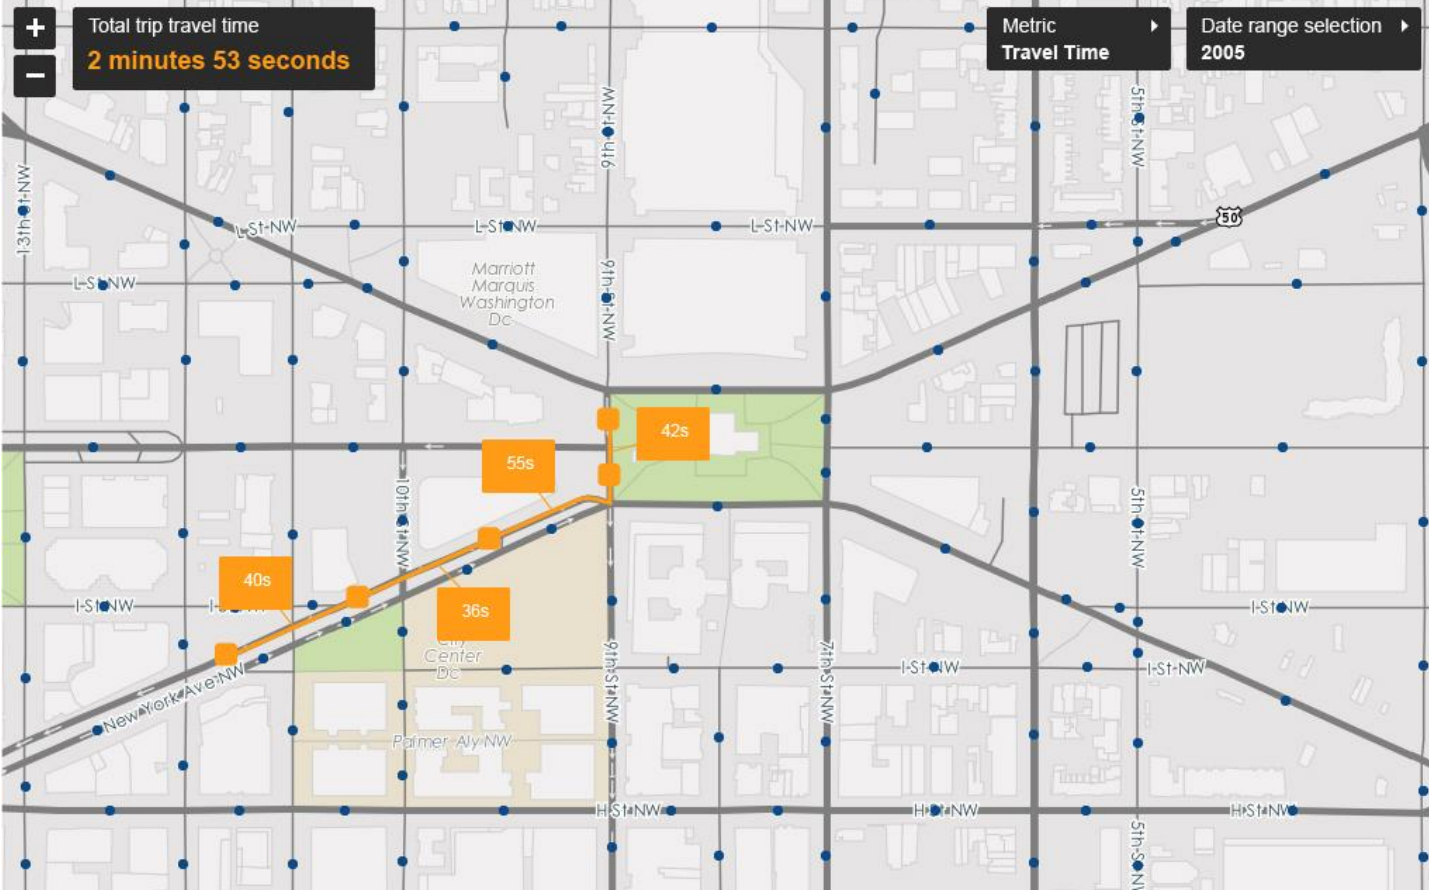 +
−
Total trip travel time
2 minutes 53 seconds
Metric
Travel Time
Date range selection
2005
9th-St-NW
5th-St-NW
13th-St-NW
L-St-NW
L-St-NW
L-St-NW
50
L-St-NW
Marriott
Marquis
Washington
Dc
9th-St-NW
42s
55s
10th-St-NW
5th-St-NW
40s
36s
I-St-NW
I-St-NW
City
Center
Dc
9th-St-NW
7th-St-NW
I-St-NW
I-St-NW
New York Ave NW
Palmer Aly NW
H-St-NW
H-St-NW
H-St-NW
5th-S-NW